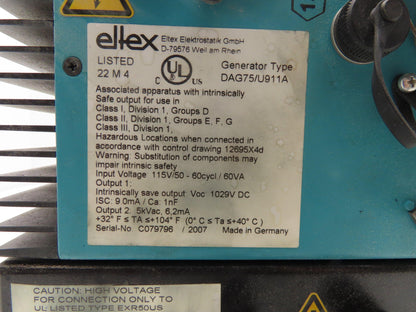 eltex Eltex Elektrostatik GmbH
D-79576 Weil am Rhein
LISTED
22 M 4
C UL US
Generator Type
DAG75/U911A
Associated apparatus with intrinsically
Safe output for use in
Class I, Division 1, Groups D
Class II, Division 1, Groups E, F, G
Class III, Division 1,
Hazardous Locations when connected in
accordance with control drawing 12695X4d
Warning: Substitution of components may
impair intrinsic safety
Input Voltage: 115V/50 - 60cycl / 60VA
Output 1:
Intrinsically save output Voc: 1029V DC
ISC: 9.0mA / Ca: 1nF
Output 2: 5kVac, 6,2mA
+32° F ≤ TA ≤+104° F (0° C ≤ Ta ≤+40° C )
Serial-No C079796 / 2007 Made in Germany
CAUTION: HIGH VOLTAGE
FOR CONNECTION ONLY TO
UL LISTED TYPE EXR50US